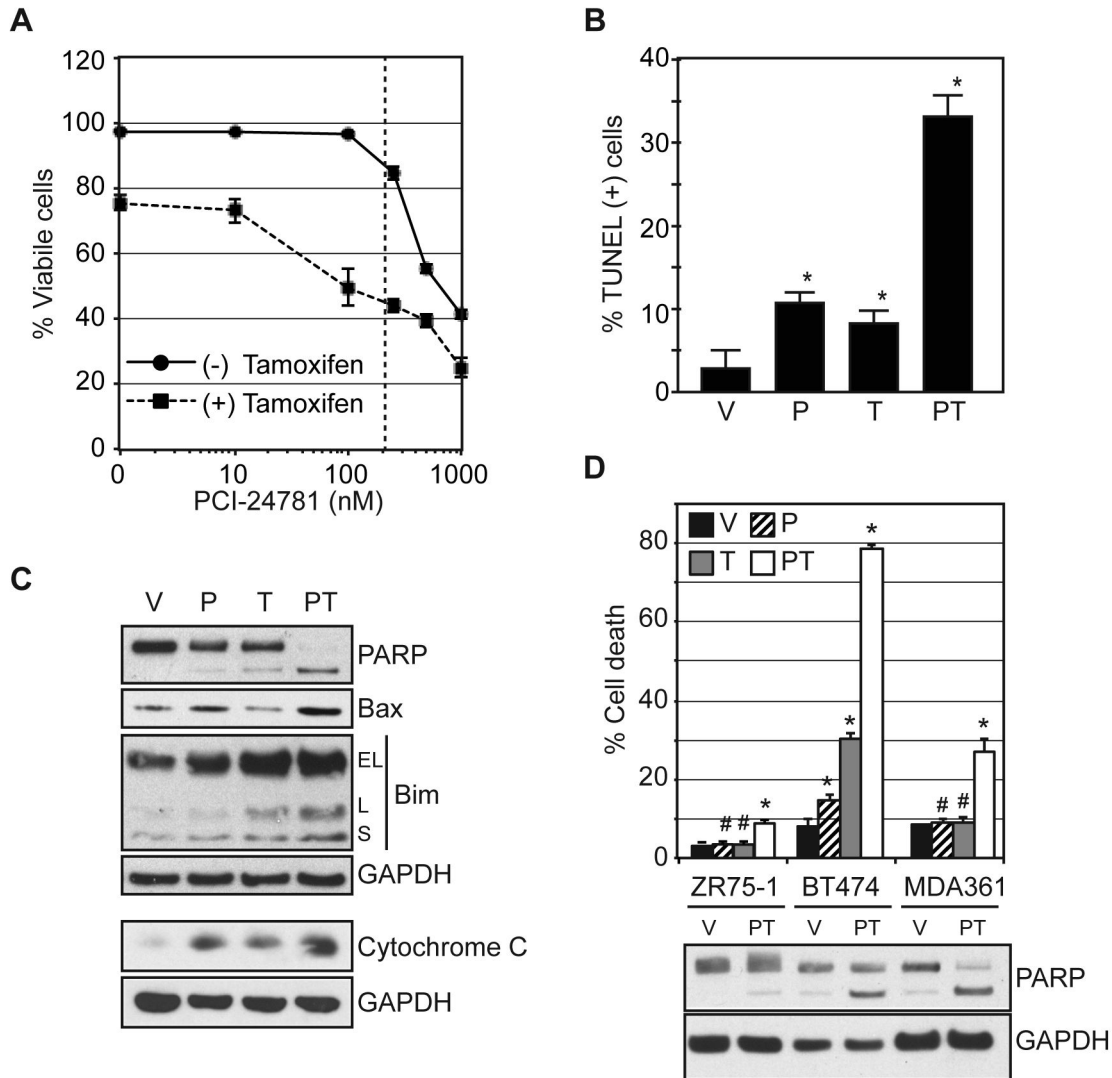 A
120
100
80
60
40
20
0
% Viabile cells
(-) Tamoxifen
(+) Tamoxifen
0 10 100 1000
PCI-24781 (nM)
B
40
30
20
10
0
% TUNEL (+) cells
* * * *
V P T PT
C
V P T PT
PARP
Bax
EL
L
S
Bim
GAPDH
Cytochrome C
GAPDH
D
V P
T PT
80
60
40
20
0
% Cell death
# # * * * * # # *
ZR75-1 BT474 MDA361
V PT V PT V PT
PARP
GAPDH